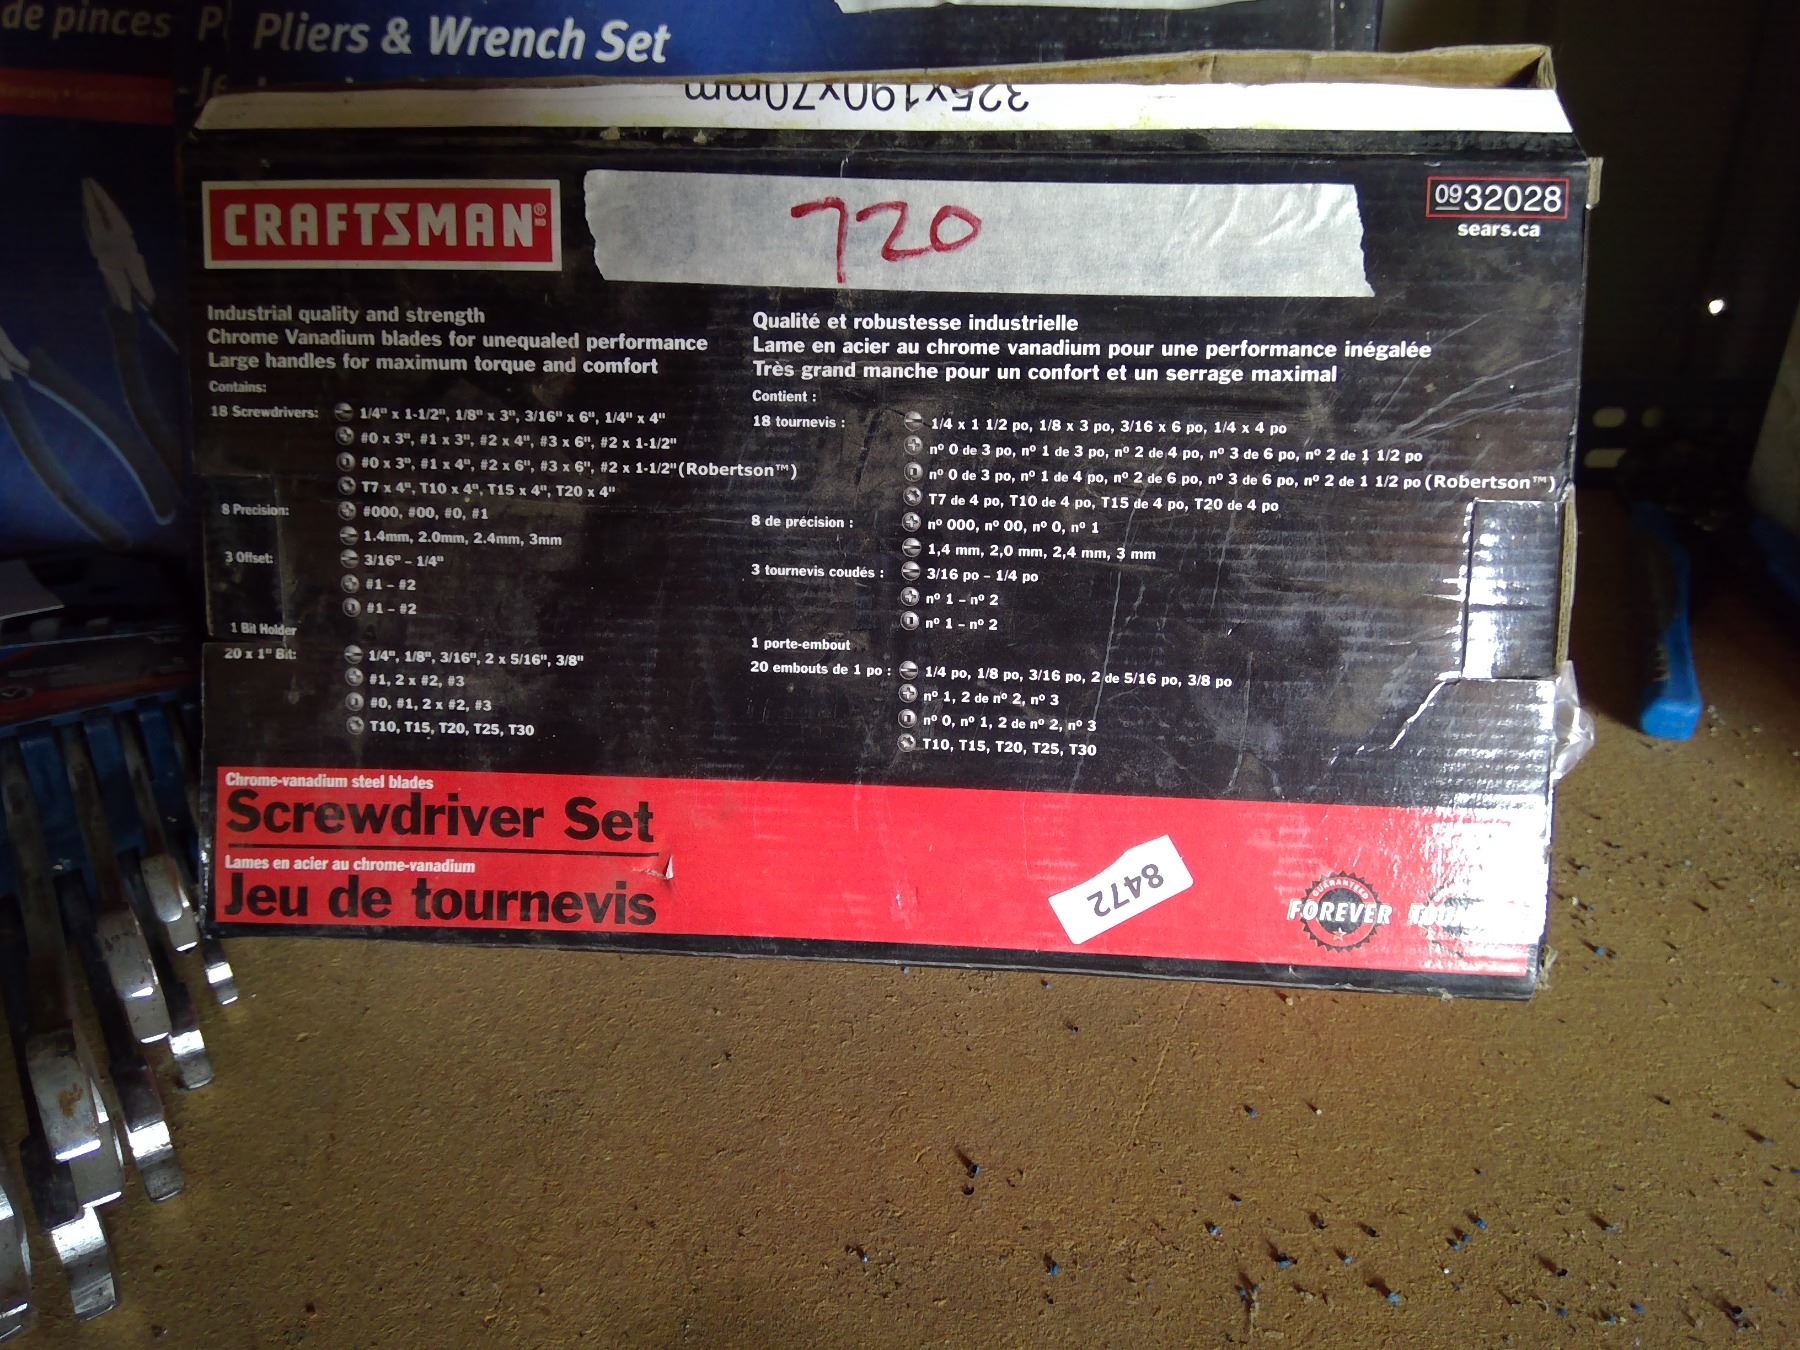 de pinces
Pliers & Wrench Set
325x190x70mm
CRAFTSMAN®
MD
720
0932028
sears.ca
Industrial quality and strength
Chrome Vanadium blades for unequaled performance
Large handles for maximum torque and comfort
Contains:
18 Screwdrivers: 1/4" x 1-1/2", 1/8" x 3", 3/16" x 6", 1/4" x 4"
#0 x 3", #1 x 3", #2 x 4", #3 x 6", #2 x 1-1/2"
#0 x 3", #1 x 4", #2 x 6", #3 x 6", #2 x 1-1/2" (Robertson™)
T7 x 4", T10 x 4", T15 x 4", T20 x 4"
8 Precision: #000, #00, #0, #1
1.4mm, 2.0mm, 2.4mm, 3mm
3 Offset: 3/16" - 1/4"
#1 - #2
#1 - #2
1 Bit Holder
20 x 1" Bit: 1/4", 1/8", 3/16", 2 x 5/16", 3/8"
#1, 2 x #2, #3
#0, #1, 2 x #2, #3
T10, T15, T20, T25, T30
Qualité et robustesse industrielle
Lame en acier au chrome vanadium pour une performance inégalée
Très grand manche pour un confort et un serrage maximal
Contient :
18 tournevis : 1/4 x 1 1/2 po, 1/8 x 3 po, 3/16 x 6 po, 1/4 x 4 po
nº 0 de 3 po, nº 1 de 3 po, nº 2 de 4 po, nº 3 de 6 po, nº 2 de 1 1/2 po
nº 0 de 3 po, nº 1 de 4 po, nº 2 de 6 po, nº 3 de 6 po, nº 2 de 1 1/2 po (Robertson™)
T7 de 4 po, T10 de 4 po, T15 de 4 po, T20 de 4 po
8 de précision : nº 000, nº 00, nº 0, nº 1
1,4 mm, 2,0 mm, 2,4 mm, 3 mm
3 tournevis coudés : 3/16 po - 1/4 po
nº 1 - nº 2
nº 1 - nº 2
1 porte-embout
20 embouts de 1 po : 1/4 po, 1/8 po, 3/16 po, 2 de 5/16 po, 3/8 po
nº 1, 2 de nº 2, nº 3
nº 0, nº 1, 2 de nº 2, nº 3
T10, T15, T20, T25, T30
Chrome-vanadium steel blades
Screwdriver Set
Lames en acier au chrome-vanadium
Jeu de tournevis
8472
GUARANTEED
FOREVER